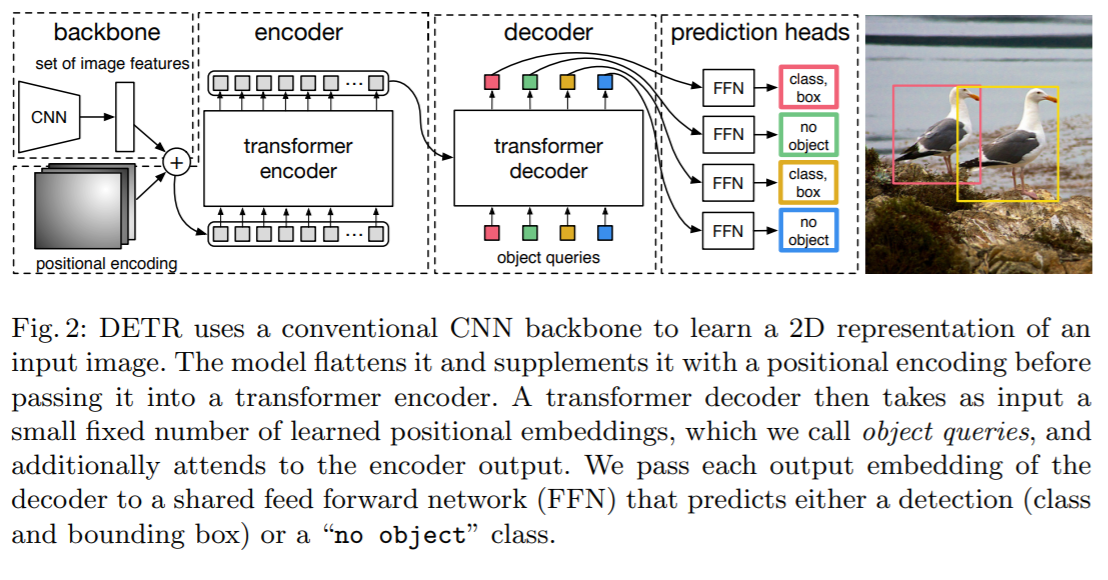 backbone
set of image features
CNN
+
positional encoding
encoder
...
transformer
encoder
...
decoder
transformer
decoder
object queries
prediction heads
FFN
class,
box
FFN
no
object
FFN
class,
box
FFN
no
object
Fig. 2: DETR uses a conventional CNN backbone to learn a 2D representation of an
input image. The model flattens it and supplements it with a positional encoding before
passing it into a transformer encoder. A transformer decoder then takes as input a
small fixed number of learned positional embeddings, which we call object queries, and
additionally attends to the encoder output. We pass each output embedding of the
decoder to a shared feed forward network (FFN) that predicts either a detection (class
and bounding box) or a “no object” class.